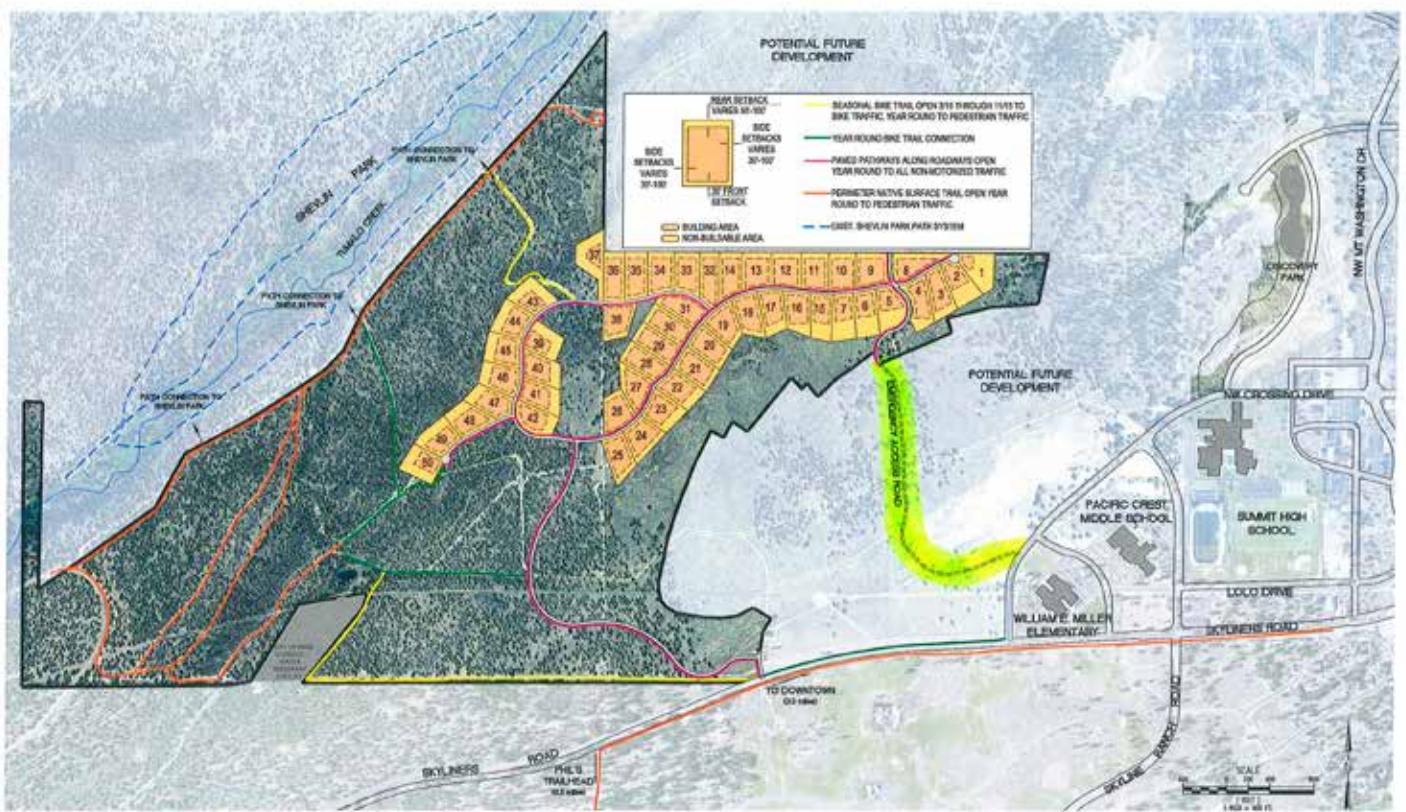 POTENTIAL FUTURE
DEVELOPMENT
REAR SETBACK
VARIES
SIDE
SETBACKS
VARIES
SIDE
SETBACKS
VARIES
FRONT
SETBACK
BUILDING AREA
NON-BUILDABLE AREA
SEASONAL BIKE TRAIL OPEN THROUGH TO
BIKE TRAFFIC, YEAR ROUND TO PEDESTRIAN TRAFFIC
YEAR ROUND BIKE TRAIL CONNECTION
PAVED PATHWAYS ALONG ROADWAYS OPEN
YEAR ROUND TO ALL NON-MOTORIZED TRAFFIC
PERIMETER NATIVE SURFACE TRAIL OPEN YEAR
ROUND TO PEDESTRIAN TRAFFIC
EXIST. SHEVLIN PARK PATH SYSTEM
PATH CONNECTION TO
SHEVLIN PARK
SHEVLIN PARK
TUMALO CREEK
PATH CONNECTION TO
SHEVLIN PARK
PATH CONNECTION TO
SHEVLIN PARK
37
36
35
34
33
32
14
13
12
11
10
9
8
2
1
3
4
5
6
7
15
16
17
18
19
20
21
22
23
24
25
26
27
28
29
30
31
38
39
40
41
42
43
44
45
46
47
48
49
50
POTENTIAL FUTURE
DEVELOPMENT
EMERGENCY ACCESS ROAD
DISCOVERY
PARK
NW MT WASHINGTON DR
NW CROSSING DRIVE
PACIFIC CREST
MIDDLE SCHOOL
SUMMIT HIGH
SCHOOL
LOLO DRIVE
WILLIAM E. MILLER
ELEMENTARY
SKYLINERS ROAD
TO DOWNTOWN
SKYLINERS ROAD
PHIL'S
TRAILHEAD
SKYLINE RANCH ROAD
SCALE